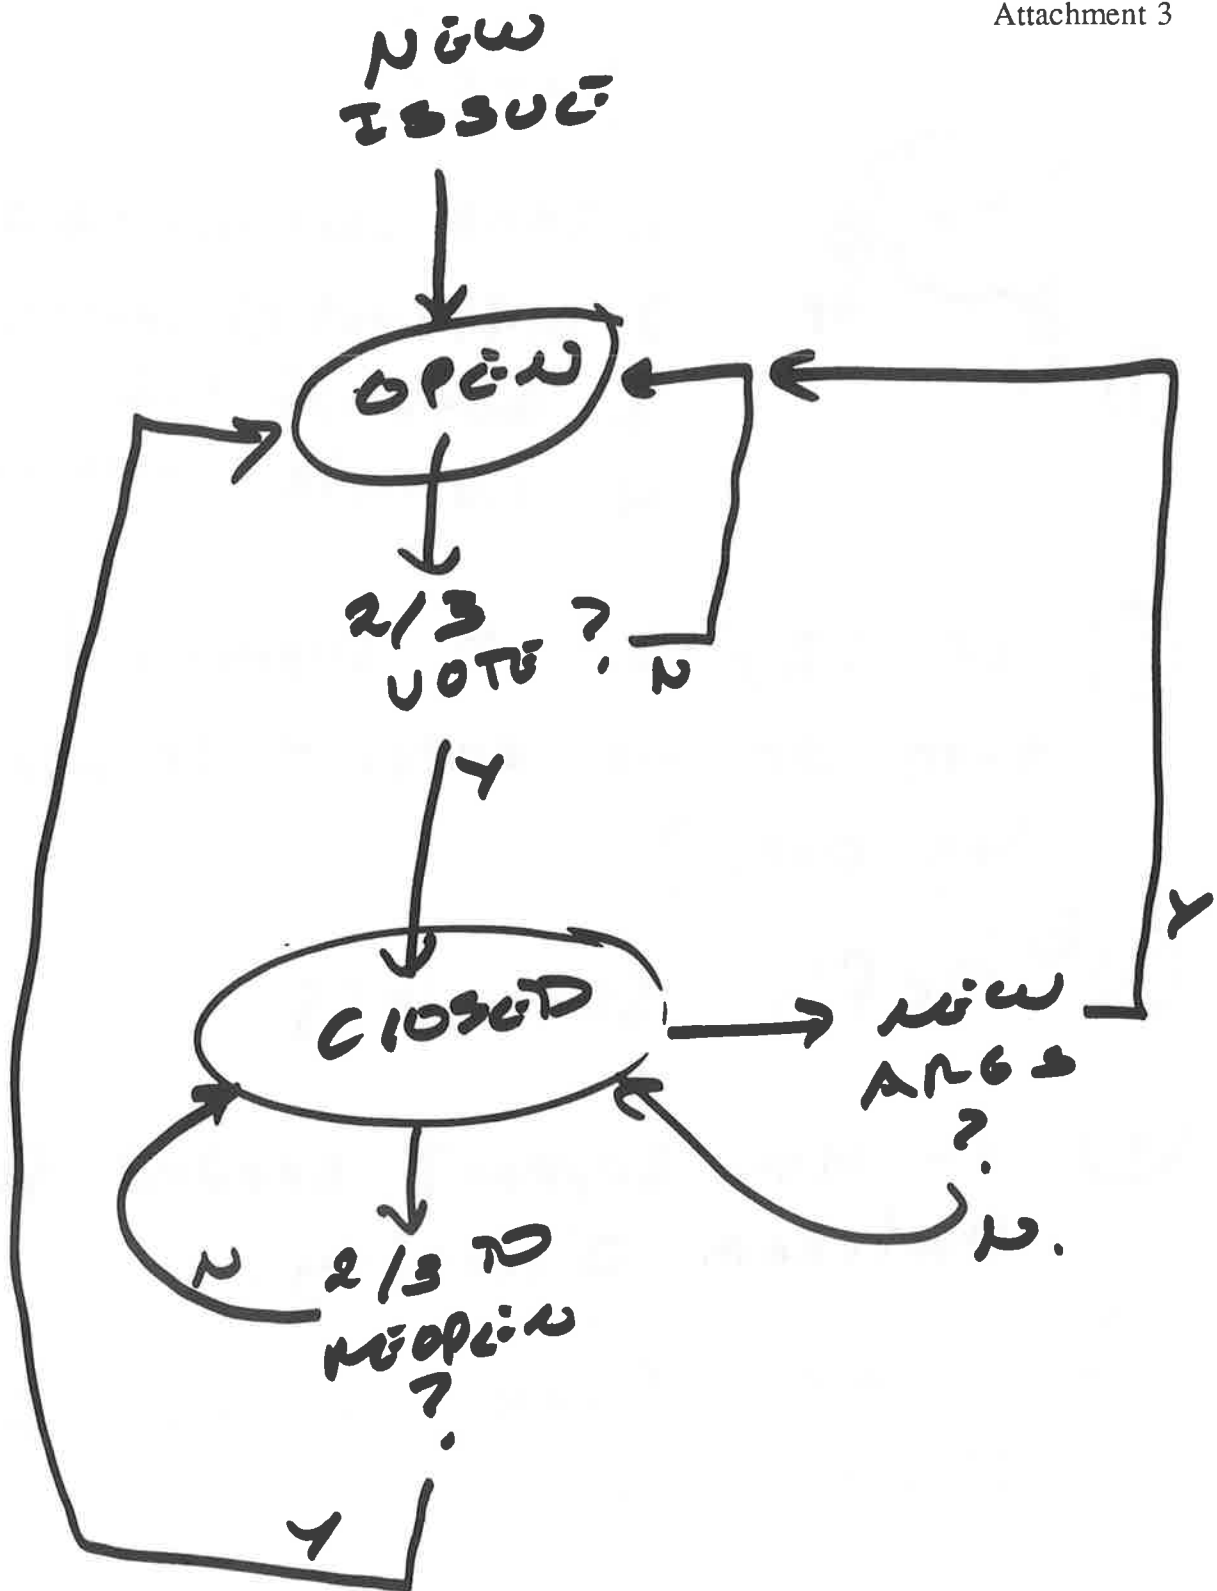 Attachment 3
NEW
ISSUE
OPEN
2/3
VOTE ?
N
Y
CLOSED
Y
NEW
ARGS
?
N.
N
2/3 TO
REOPEN
?
Y